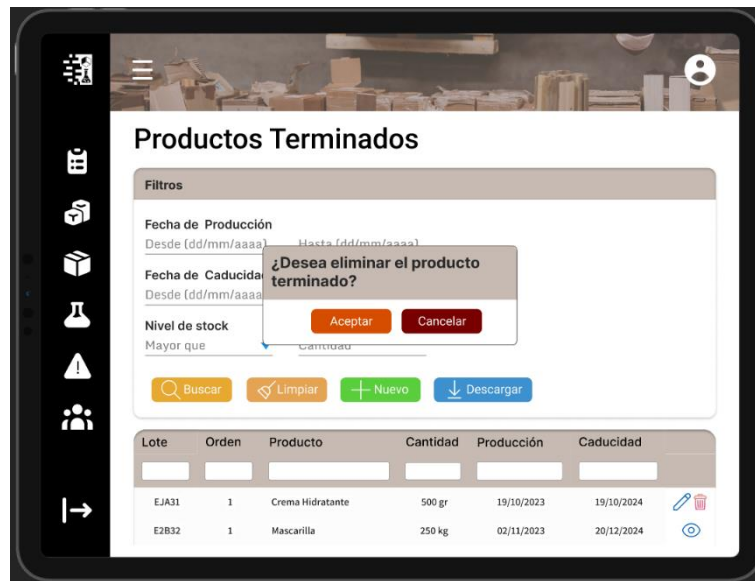 Productos Terminados
Filtros
Fecha de Producción
Desde (dd/mm/aaaa) Hasta (dd/mm/aaaa)
¿Desea eliminar el producto
terminado?
Fecha de
Desde (dd/mm/aaaa
Aceptar Cancelar
Nivel de stock
Mayor que Cantidad
Buscar Limpiar Nuevo Descargar
Lote Orden Producto Cantidad Producción Caducidad
EJA31 1 Crema Hidratante 500 gr 19/10/2023 19/10/2024
E2B32 1 Mascarilla 250 kg 02/11/2023 20/12/2024